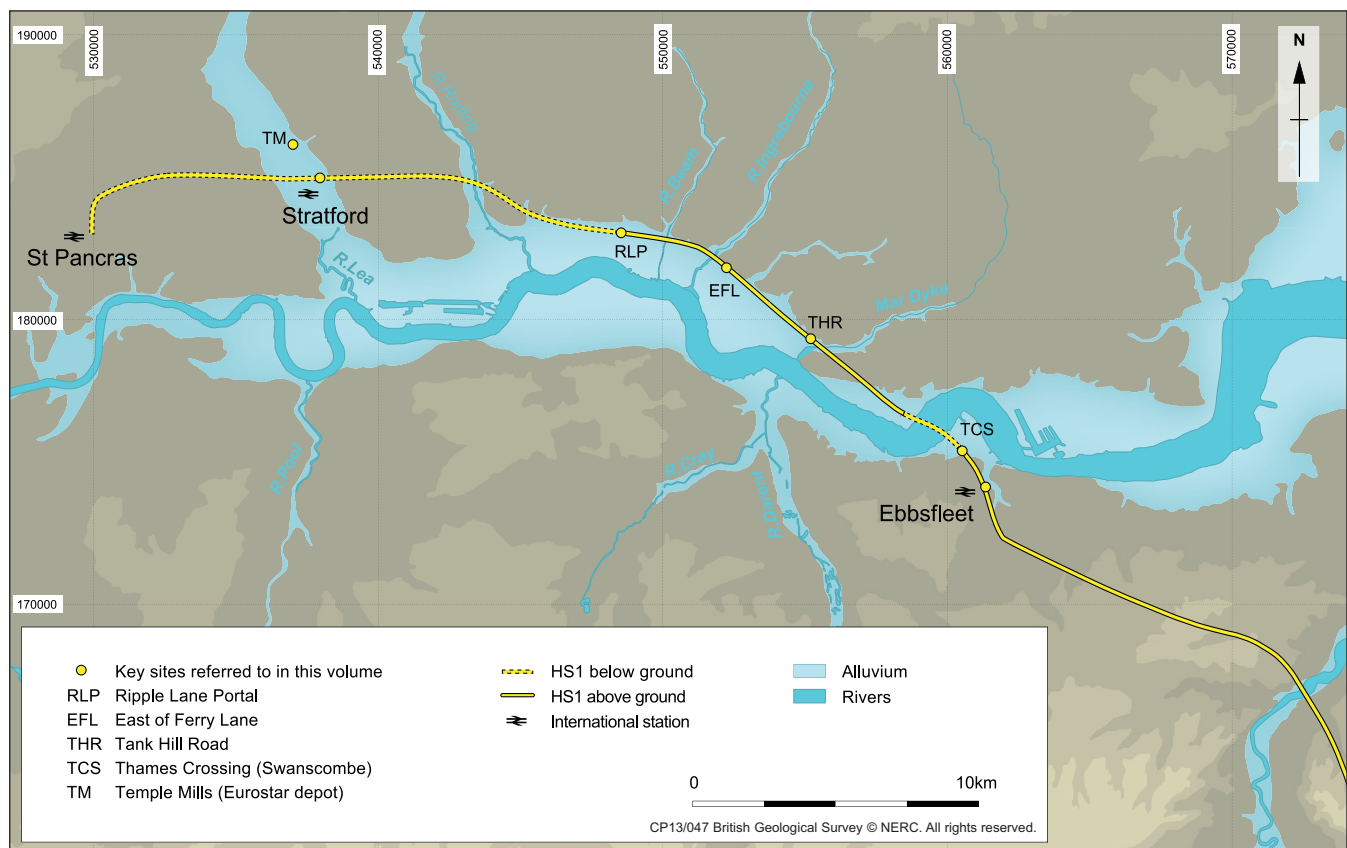 190000
530000
540000
550000
560000
570000
N
R.Roding
TM
R.Beam
R.Ingrebourne
Stratford
St Pancras
RLP
R.Lea
EFL
Mar Dyke
180000
THR
TCS
R.Pool
R.Cray
R.Darent
Ebbsfleet
170000
Key sites referred to in this volume
RLP Ripple Lane Portal
EFL East of Ferry Lane
THR Tank Hill Road
TCS Thames Crossing (Swanscombe)
TM Temple Mills (Eurostar depot)
HS1 below ground
HS1 above ground
International station
Alluvium
Rivers
0 10km
CP13/047 British Geological Survey © NERC. All rights reserved.